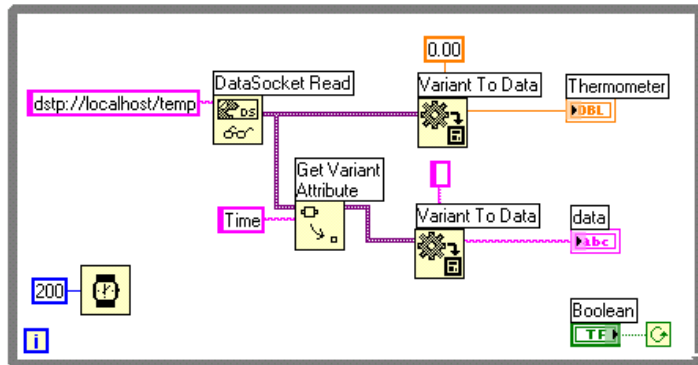 0.00
DataSocket Read
Variant To Data
Thermometer
dstp://localhost/temp
DS
DBL
Get Variant
Attribute
Time
Variant To Data
data
abc
200
Boolean
TF
i